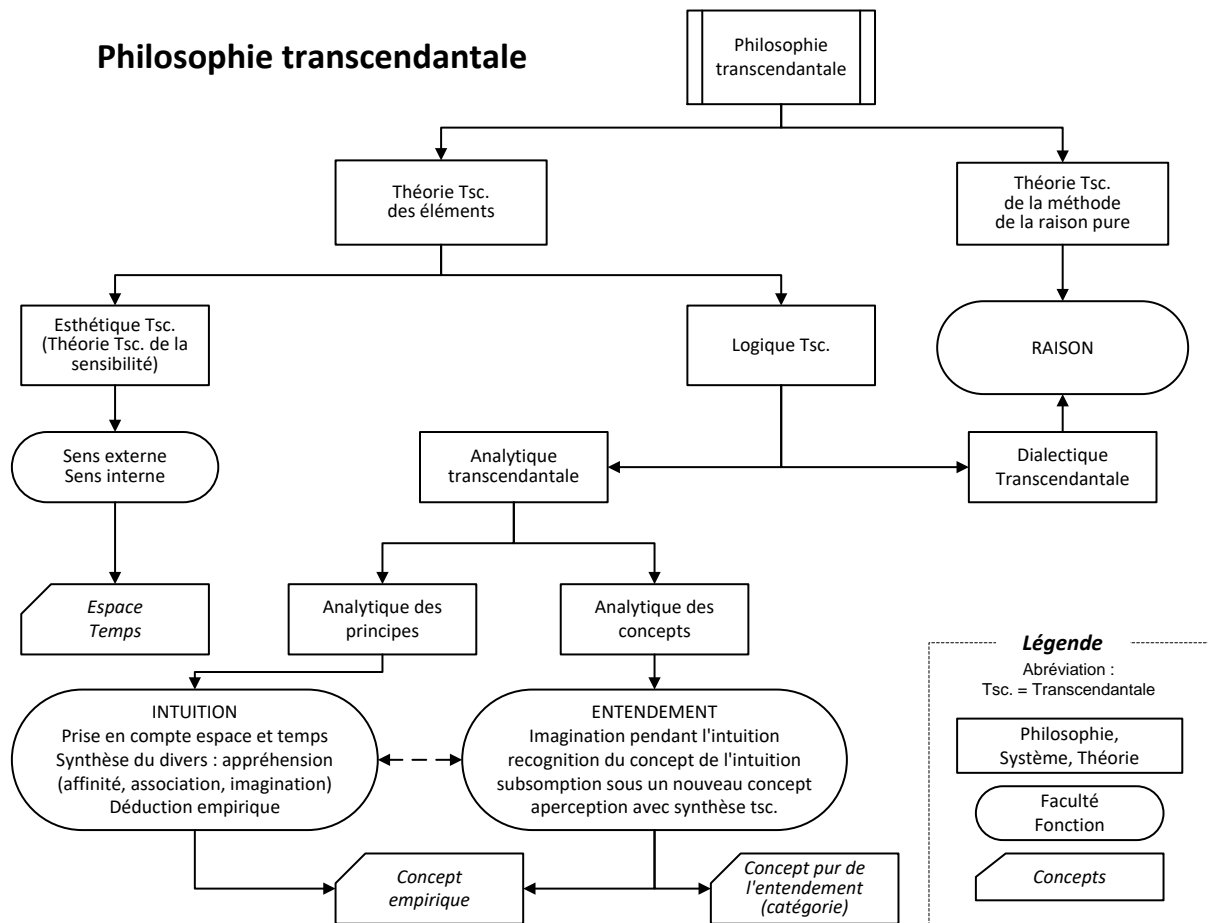 Philosophie transcendantale
Philosophie
transcendantale
Théorie Tsc.
des éléments
Théorie Tsc.
de la méthode
de la raison pure
Esthétique Tsc.
(Théorie Tsc. de la
sensibilité)
Logique Tsc.
RAISON
Sens externe
Sens interne
Analytique
transcendantale
Dialectique
Transcendantale
Espace
Temps
Analytique des
principes
Analytique des
concepts
INTUITION
Prise en compte espace et temps
Synthèse du divers : appréhension
(affinité, association, imagination)
Déduction empirique
ENTENDEMENT
Imagination pendant l'intuition
recognition du concept de l'intuition
subsomption sous un nouveau concept
aperception avec synthèse tsc.
Concept
empirique
Concept pur de
l'entendement
(catégorie)
Légende
Abréviation :
Tsc. = Transcendantale
Philosophie,
Système, Théorie
Faculté
Fonction
Concepts